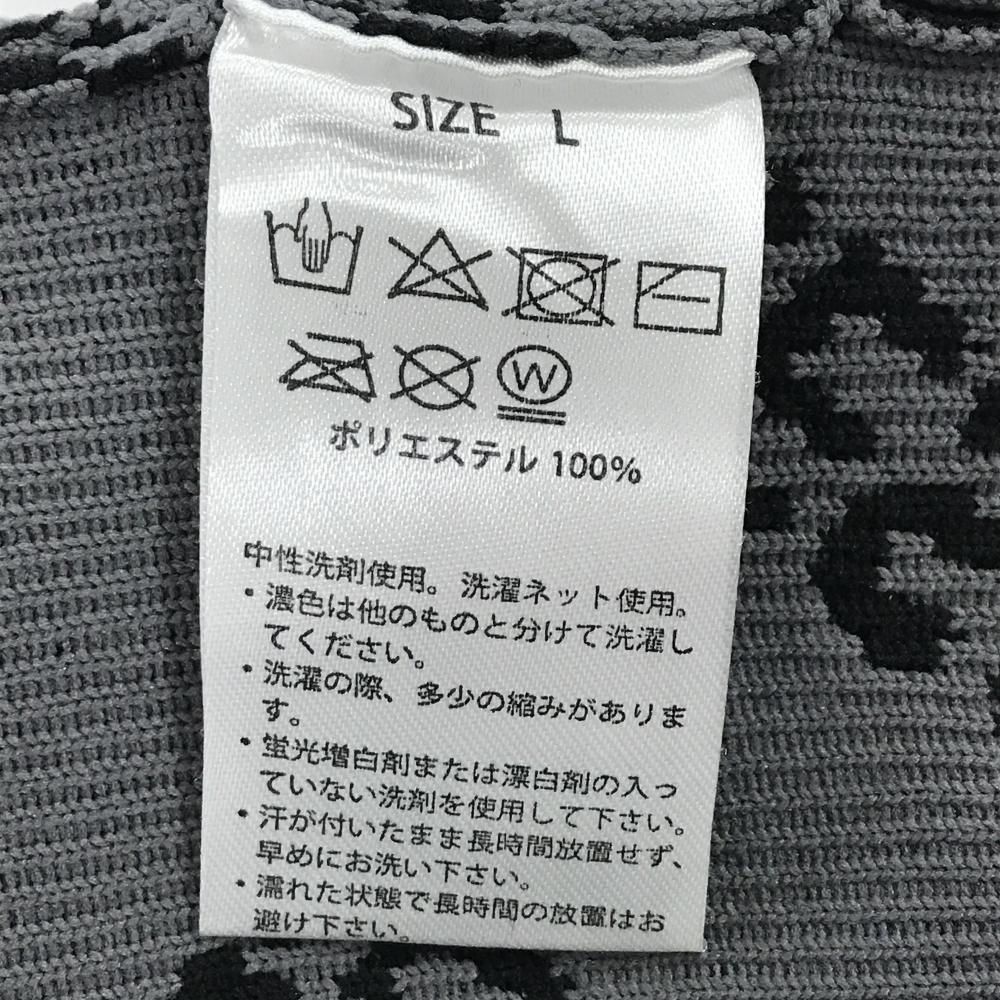 SIZE L
W
ポリエステル 100%
中性洗剤使用。洗濯ネット使用。
・濃色は他のものと分けて洗濯し
てください。
・洗濯の際、多少の縮みがありま
す。
・蛍光増白剤または漂白剤の入っ
ていない洗剤を使用して下さい。
・汗が付いたまま長時間放置せず、
早めにお洗い下さい。
・濡れた状態で長時間の放置はお
避け下さい。